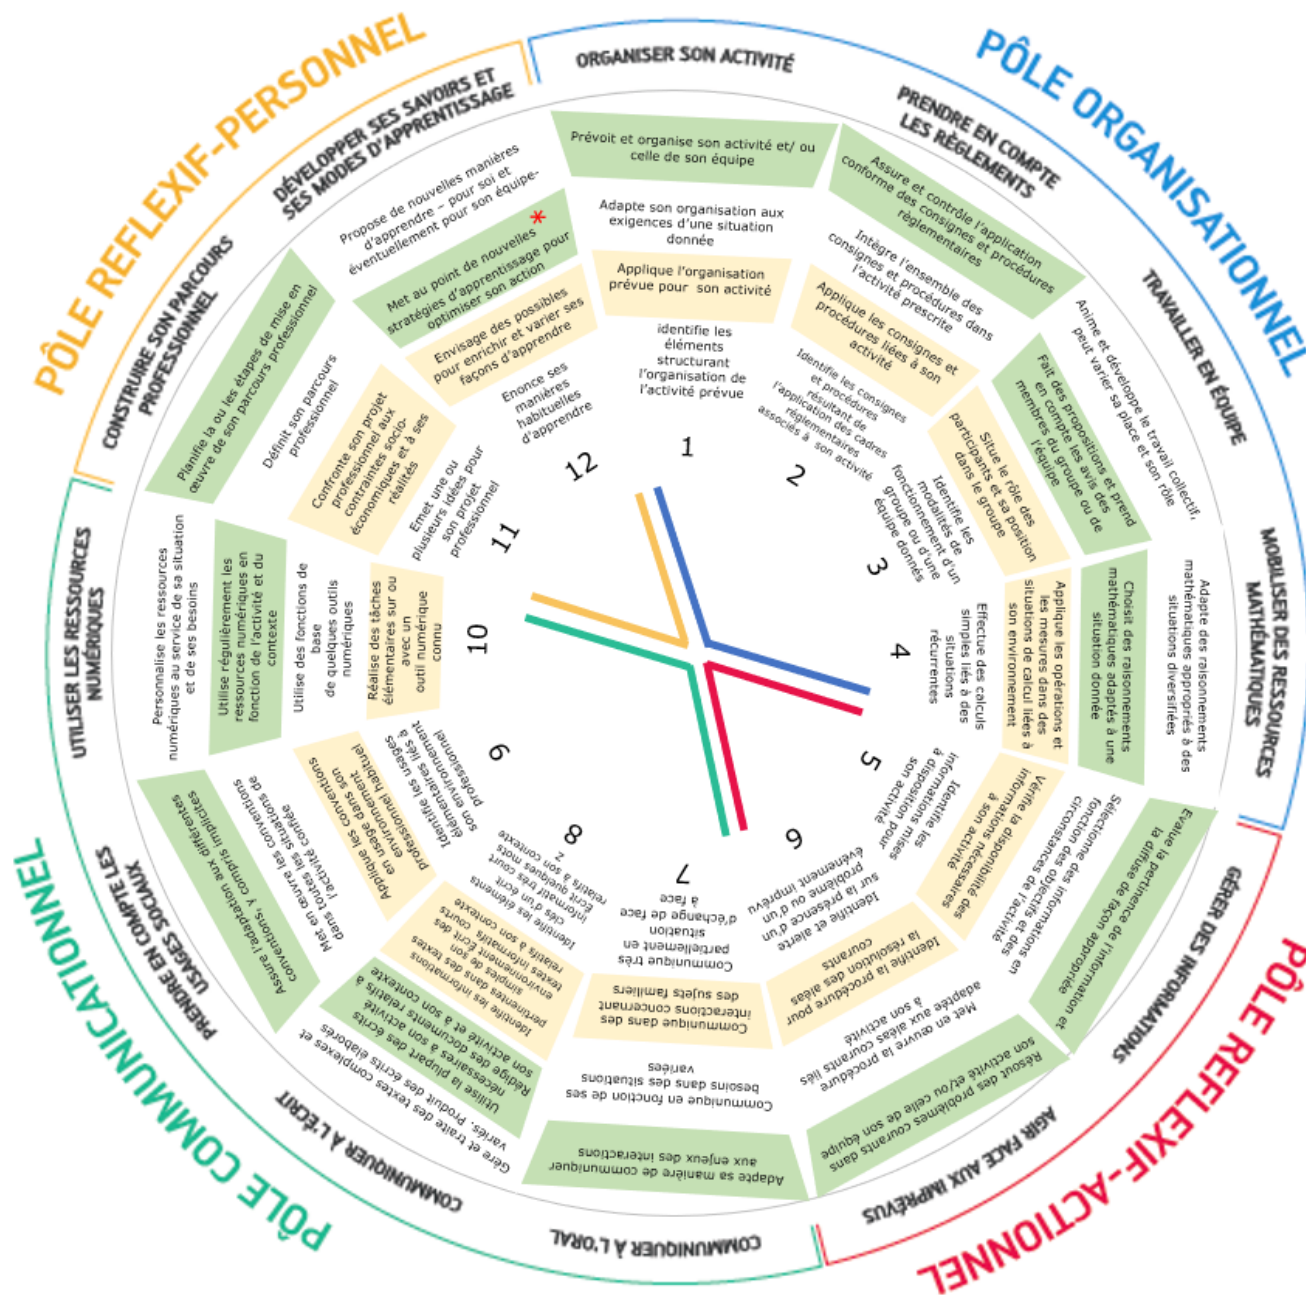 PÔLE ORGANISATIONNEL
ORGANISER SON ACTIVITÉ
Prévoit et organise son activité et/ ou
celle de son équipe
Adapte son organisation aux
exigences d'une situation
donnée
Applique l'organisation
prévue pour son activité
identifie les
éléments
structurant
l'organisation de
l'activité prévue
1
PRENDRE EN COMPTE
LES RÈGLEMENTS
Assure et contrôle l'application
conforme des consignes et procédures
règlementaires
Intègre l'ensemble des
consignes et procédures dans
l'activité prescrite
Applique les consignes et
procédures liées à son
activité
Identifie les consignes
et procédures
résultant de
l'application des cadres
règlementaires
associés à son activité
2
TRAVAILLER EN ÉQUIPE
Anime et développe le travail collectif,
peut varier sa place et son rôle
Fait des propositions et prend
en compte les avis des
membres du groupe ou de
l'équipe
Situe le rôle des
participants et sa position
dans le groupe
Identifie les
modalités de
fonctionnement d'un
groupe ou d'une
équipe donnés
3
MOBILISER DES RESSOURCES
MATHÉMATIQUES
Adapte des raisonnements
mathématiques appropriés à des
situations diversifiées
Choisit des raisonnements
mathématiques adaptés à une
situation donnée
Applique les opérations et
les mesures dans des
situations de calcul liées à
son environnement
Effectue des calculs
simples liés à des
situations
récurrentes
4
PÔLE REFLEXIF-ACTIONNEL
GÉRER DES INFORMATIONS
Evalue la pertinence de l'information et
la diffuse de façon appropriée
Sélectionne des informations en
fonction des objectifs et des
circonstances de l'activité
Vérifie la disponibilité des
informations nécessaires
à son activité
Identifie les
informations mises
à disposition pour
son activité
5
AGIR FACE AUX IMPRÉVUS
Résout des problèmes courants dans
son activité et/ou celle de son équipe
Met en œuvre la procédure
adaptée aux aléas courants liés
à son activité
Identifie la procédure pour
la résolution des aléas
courants
Identifie et alerte
sur la présence d'un
problème ou d'un
événement imprévu
6
PÔLE COMMUNICATIONNEL
COMMUNIQUER À L'ORAL
Adapte sa manière de communiquer
aux enjeux des interactions
Communique en fonction de ses
besoins dans des situations
variées
Communique dans des
interactions concernant
des sujets familiers
Communique très
partiellement en
situation
d'échange de face
à face
7
COMMUNIQUER À L'ÉCRIT
Gère et traite des textes complexes et
variés. Produit des écrits élaborés
Utilise la plupart des écrits
nécessaires à son activité
Rédige des documents relatifs à
son activité et à son contexte
Identifie les informations
pertinentes dans des textes
simples de son
environnement Écrit des
textes informatifs courts
relatifs à son contexte
Identifie les éléments
clés d'un écrit
informatif très court
Écrit quelques mots
relatifs à son contexte
z
8
PRENDRE EN COMPTE LES
USAGES SOCIAUX
Assure l'adaptation aux différentes
conventions, y compris implicites
Met en œuvre les conventions
dans toutes les situations de
l'activité confiée
Applique les conventions
en usage dans son
environnement
professionnel habituel
Identifie les usages
élémentaires liés à
son environnement
professionnel
9
UTILISER LES RESSOURCES
NUMÉRIQUES
Personnalise les ressources
numériques au service de sa situation
et de ses besoins
Utilise régulièrement les
ressources numériques en
fonction de l'activité et du
contexte
Utilise des fonctions de
base
de quelques outils
numériques
Réalise des tâches
élémentaires sur ou
avec un
outil numérique
connu
10
PÔLE REFLEXIF-PERSONNEL
CONSTRUIRE SON PARCOURS
PROFESSIONNEL
Planifie la ou les étapes de mise en
œuvre de son parcours professionnel
Définit son parcours
professionnel
Confronte son projet
professionnel aux
contraintes socio-
économiques et à ses
réalités
Emet une ou
plusieurs idées pour
son projet
professionnel
11
DÉVELOPPER SES SAVOIRS ET
SES MODES D'APPRENTISSAGE
Propose de nouvelles manières
d'apprendre – pour soi et
éventuellement pour son équipe-
Met au point de nouvelles *
stratégies d'apprentissage pour
optimiser son action
Envisage des possibles
pour enrichir et varier ses
façons d'apprendre
Enonce ses
manières
habituelles
d'apprendre
12